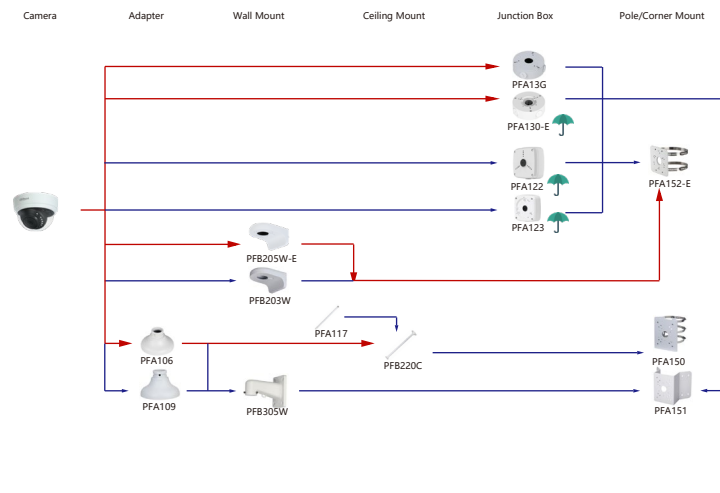 Camera Adapter Wall Mount Ceiling Mount Junction Box Pole/Corner Mount
PFA13G
PFA130-E
PFA122
PFA152-E
PFA123
PFB205W-E
PFB203W
PFA117
PFA106
PFB220C
PFA150
PFA109
PFB305W
PFA151